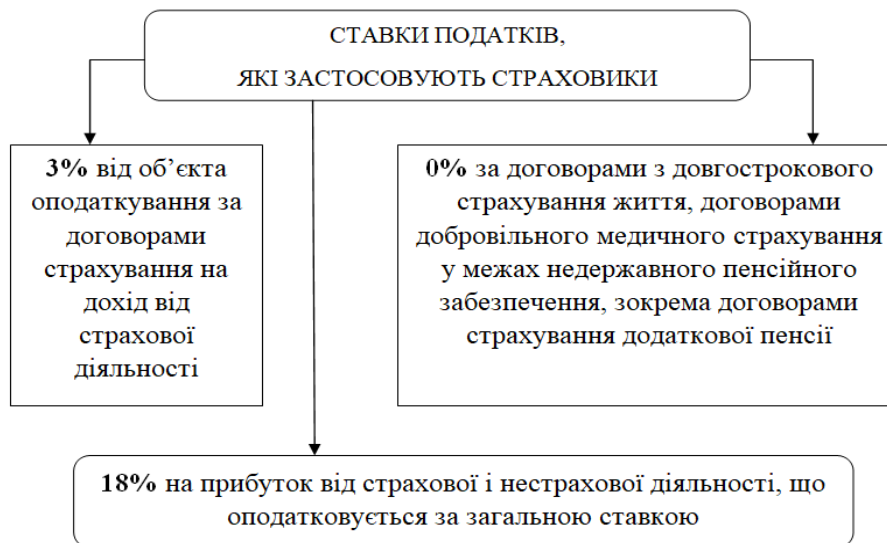 СТАВКИ ПОДАТКІВ,
ЯКІ ЗАСТОСОВУЮТЬ СТРАХОВИКИ
3% від об’єкта
оподаткування за
договорами
страхування на
дохід від
страхової
діяльності
0% за договорами з довгострокового
страхування життя, договорами
добровільного медичного страхування
у межах недержавного пенсійного
забезпечення, зокрема договорами
страхування додаткової пенсії
18% на прибуток від страхової і нестрахової діяльності, що
оподатковується за загальною ставкою